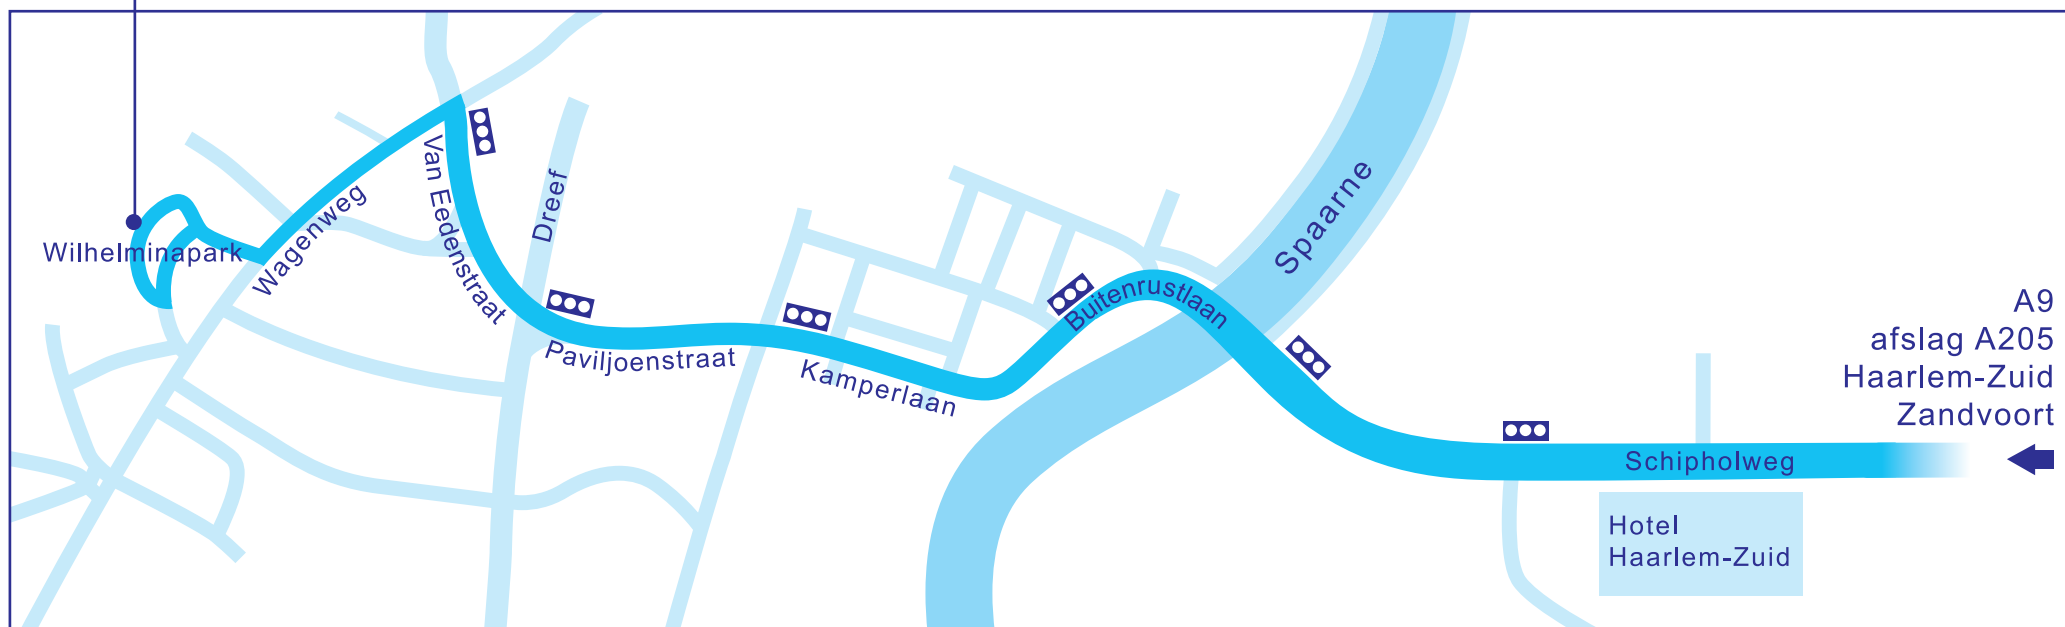 Wilhelminapark
Wagenweg
Van Eedenstraat
Dreef
Paviljoenstraat
Kamperlaan
Buitenrustlaan
Spaarne
Schipholweg
Hotel
Haarlem-Zuid
A9
afslag A205
Haarlem-Zuid
Zandvoort